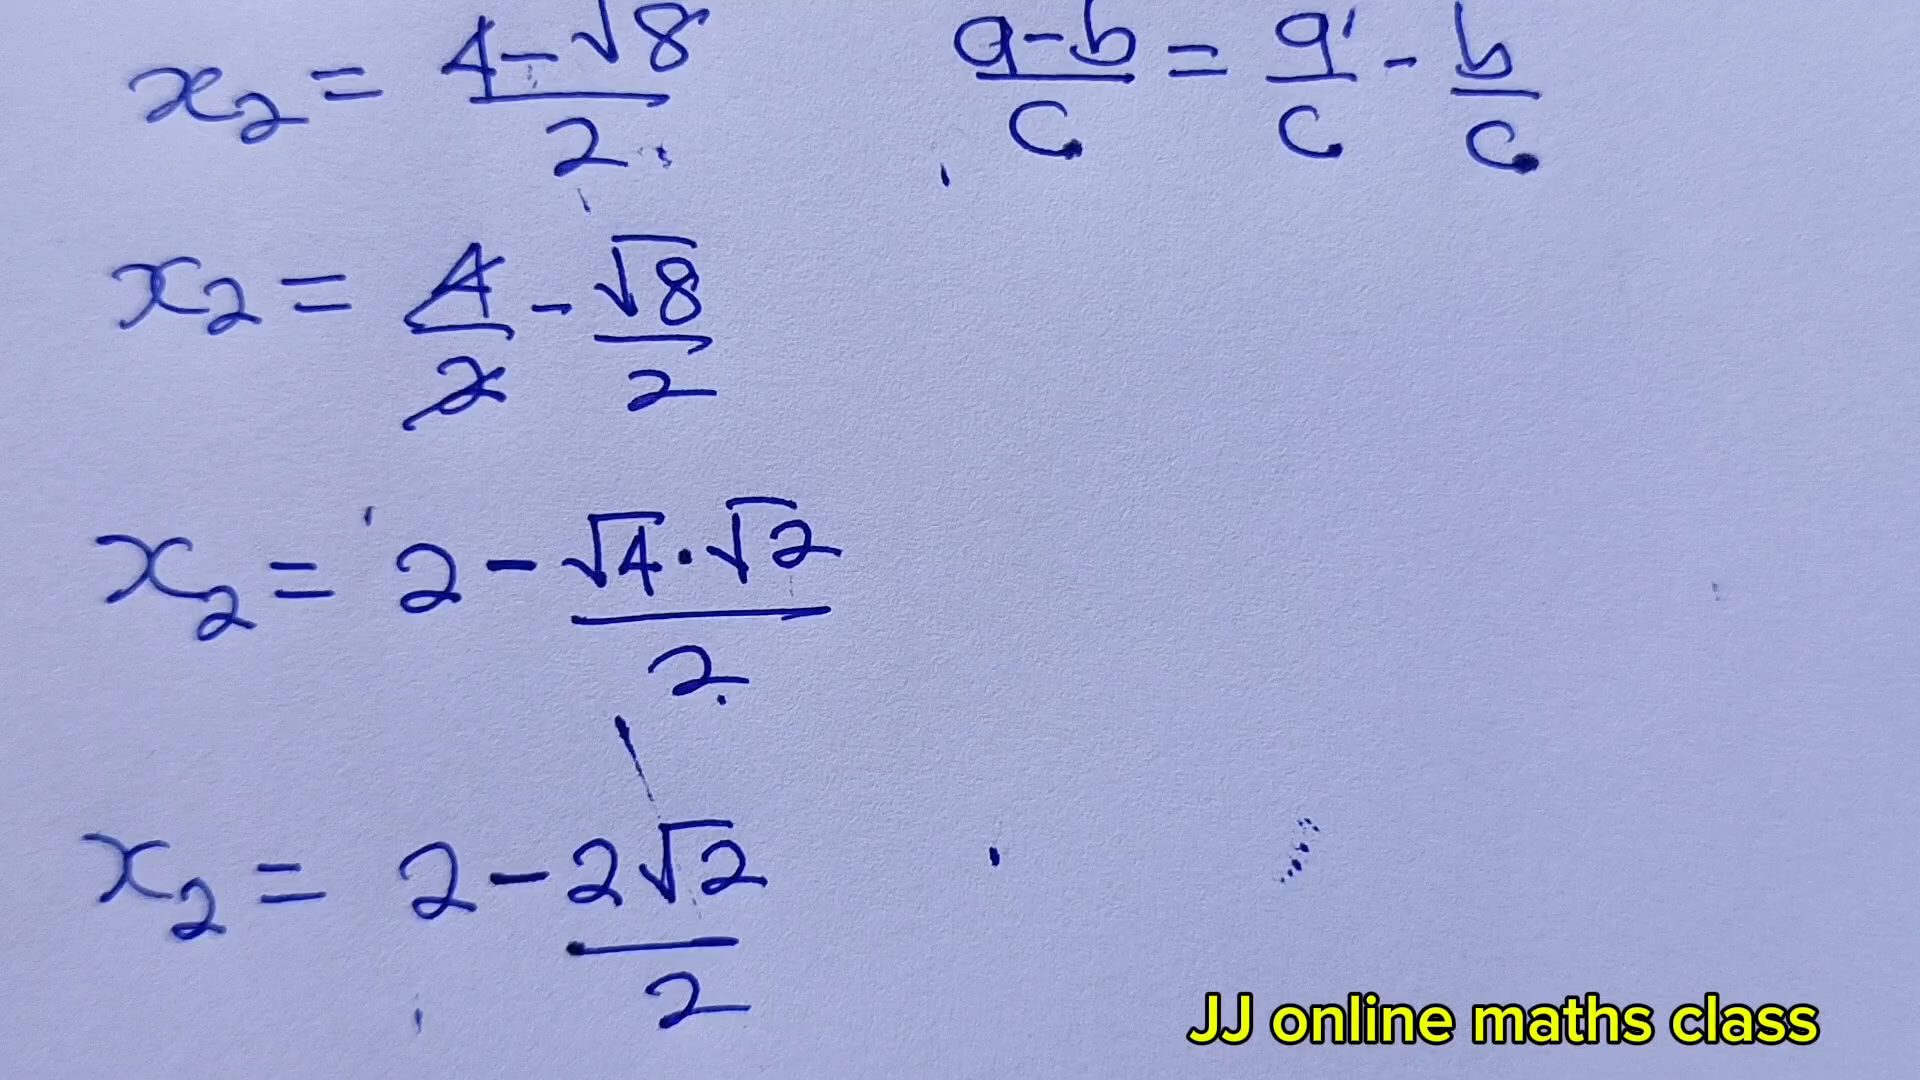 x₂ = (4-√8)/2    (a-b)/c = a/c - b/c
x₂ = 4/2 - √8/2
x₂ = 2 - (√4·√2)/2
x₂ = 2 - 2√2/2
JJ online maths class